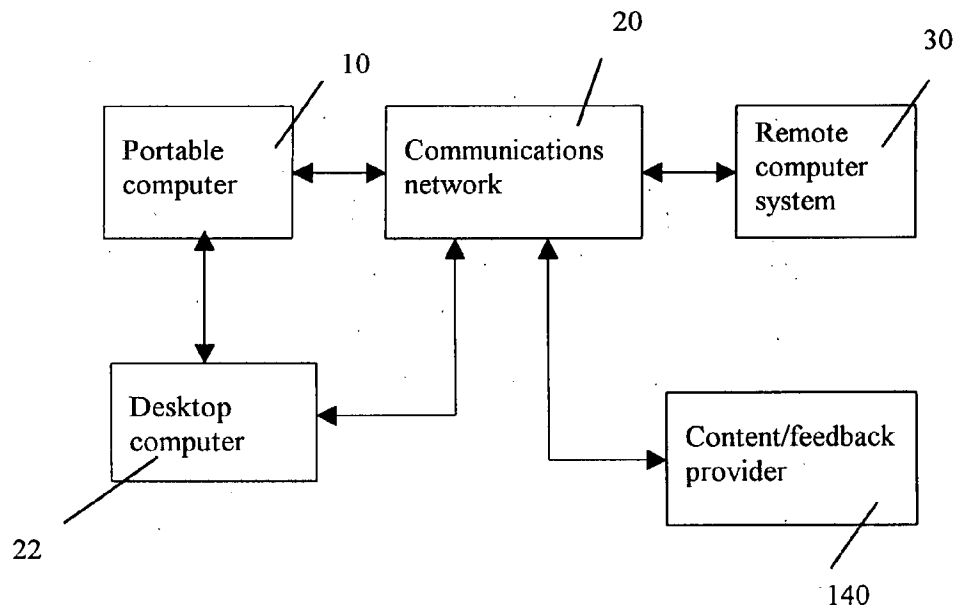 20
30
10
Portable
computer
Communications
network
Remote
computer
system
Desktop
computer
Content/feedback
provider
22
140